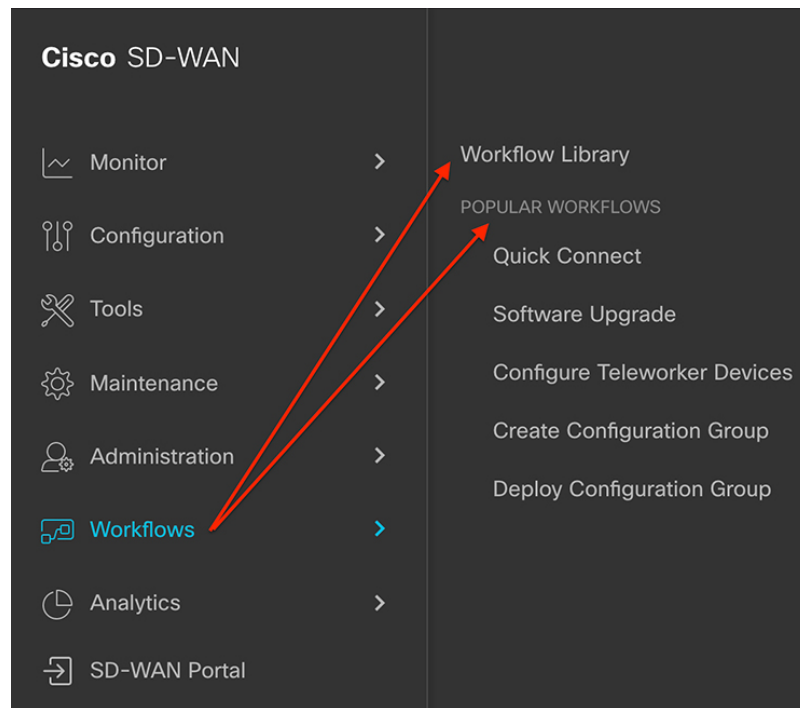 Cisco SD-WAN
Monitor
Configuration
Tools
Maintenance
Administration
Workflows
Analytics
SD-WAN Portal
Workflow Library
POPULAR WORKFLOWS
Quick Connect
Software Upgrade
Configure Teleworker Devices
Create Configuration Group
Deploy Configuration Group